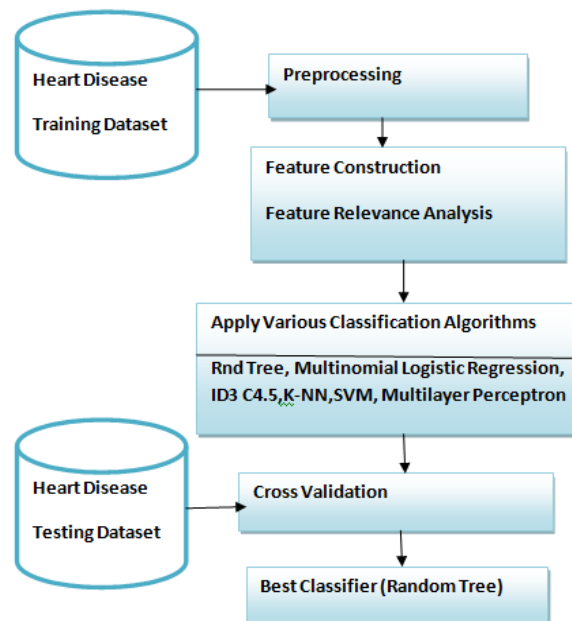 Heart Disease
Training Dataset
Preprocessing
Feature Construction
Feature Relevance Analysis
Apply Various Classification Algorithms
Rnd Tree, Multinomial Logistic Regression,
ID3 C4.5,K-NN,SVM, Multilayer Perceptron
Heart Disease
Testing Dataset
Cross Validation
Best Classifier (Random Tree)